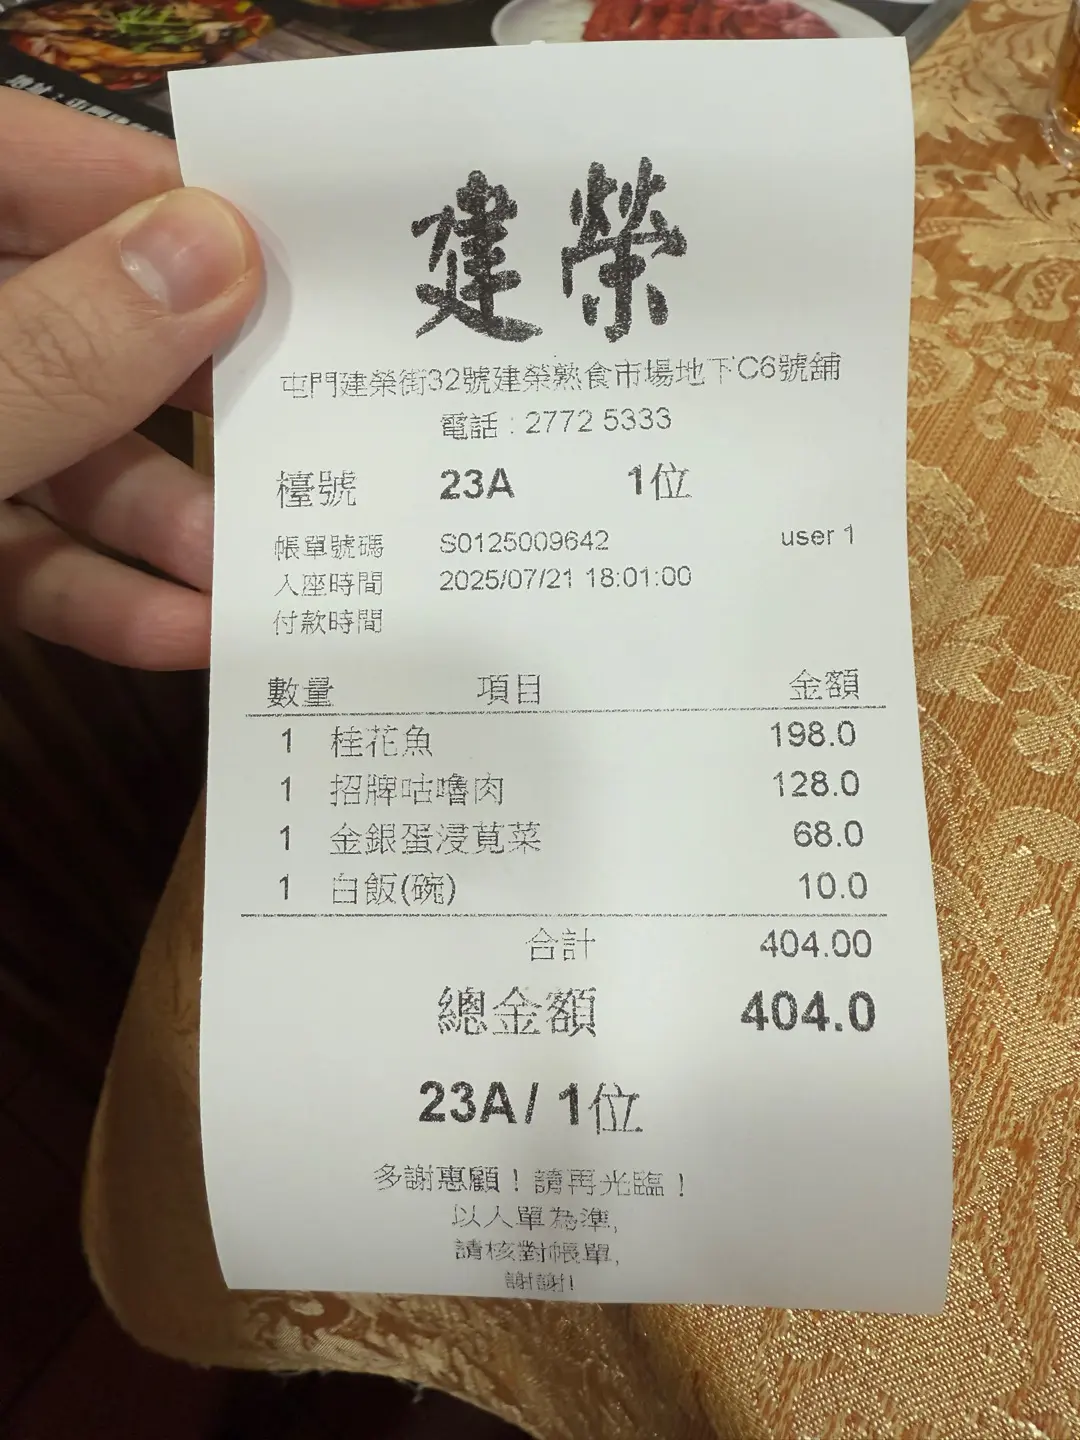 建榮
屯門建榮街32號建榮熟食市場地下C6號舖
電話 : 2772 5333
檯號 23A 1位
帳單號碼 S0125009642 user 1
入座時間 2025/07/21 18:01:00
付款時間
數量 項目 金額
1 桂花魚 198.0
1 招牌咕嚕肉 128.0
1 金銀蛋浸莧菜 68.0
1 白飯(碗) 10.0
合計 404.00
總金額 404.0
23A/ 1位
多謝惠顧！請再光臨！
以人單為準,
請核對帳單,
謝謝!